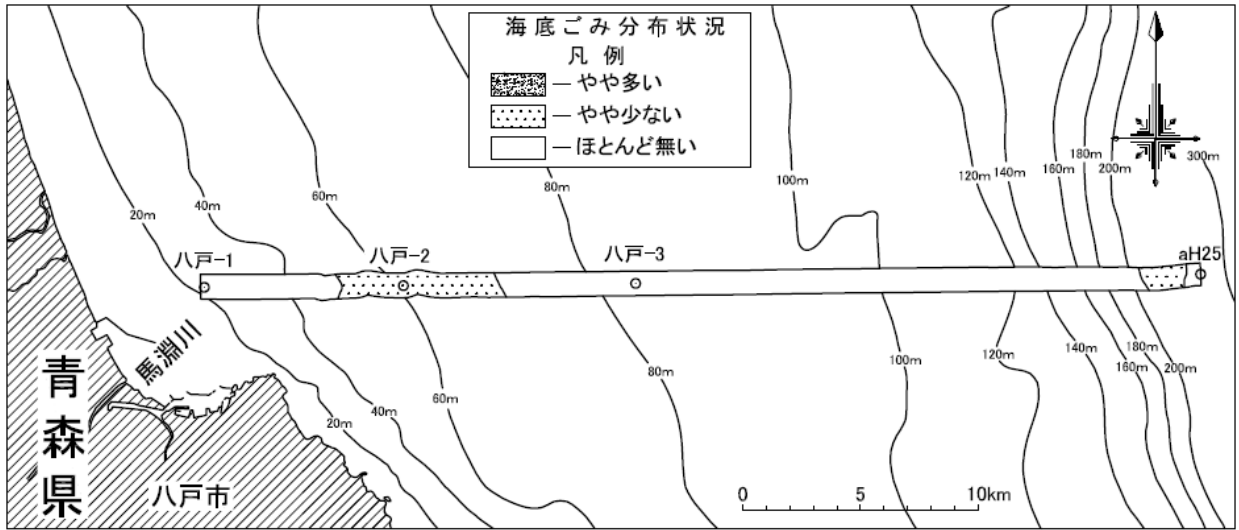 海底ごみ分布状況
凡 例
ーやや多い
ーやや少ない
ーほとんど無い
20m
40m
60m
80m
100m
120m
140m
160m
180m
200m
300m
八戸-1
八戸-2
八戸-3
aH25
馬淵川
青森県
八戸市
20m
40m
60m
80m
100m
120m
140m
160m
180m
200m
0 5 10km